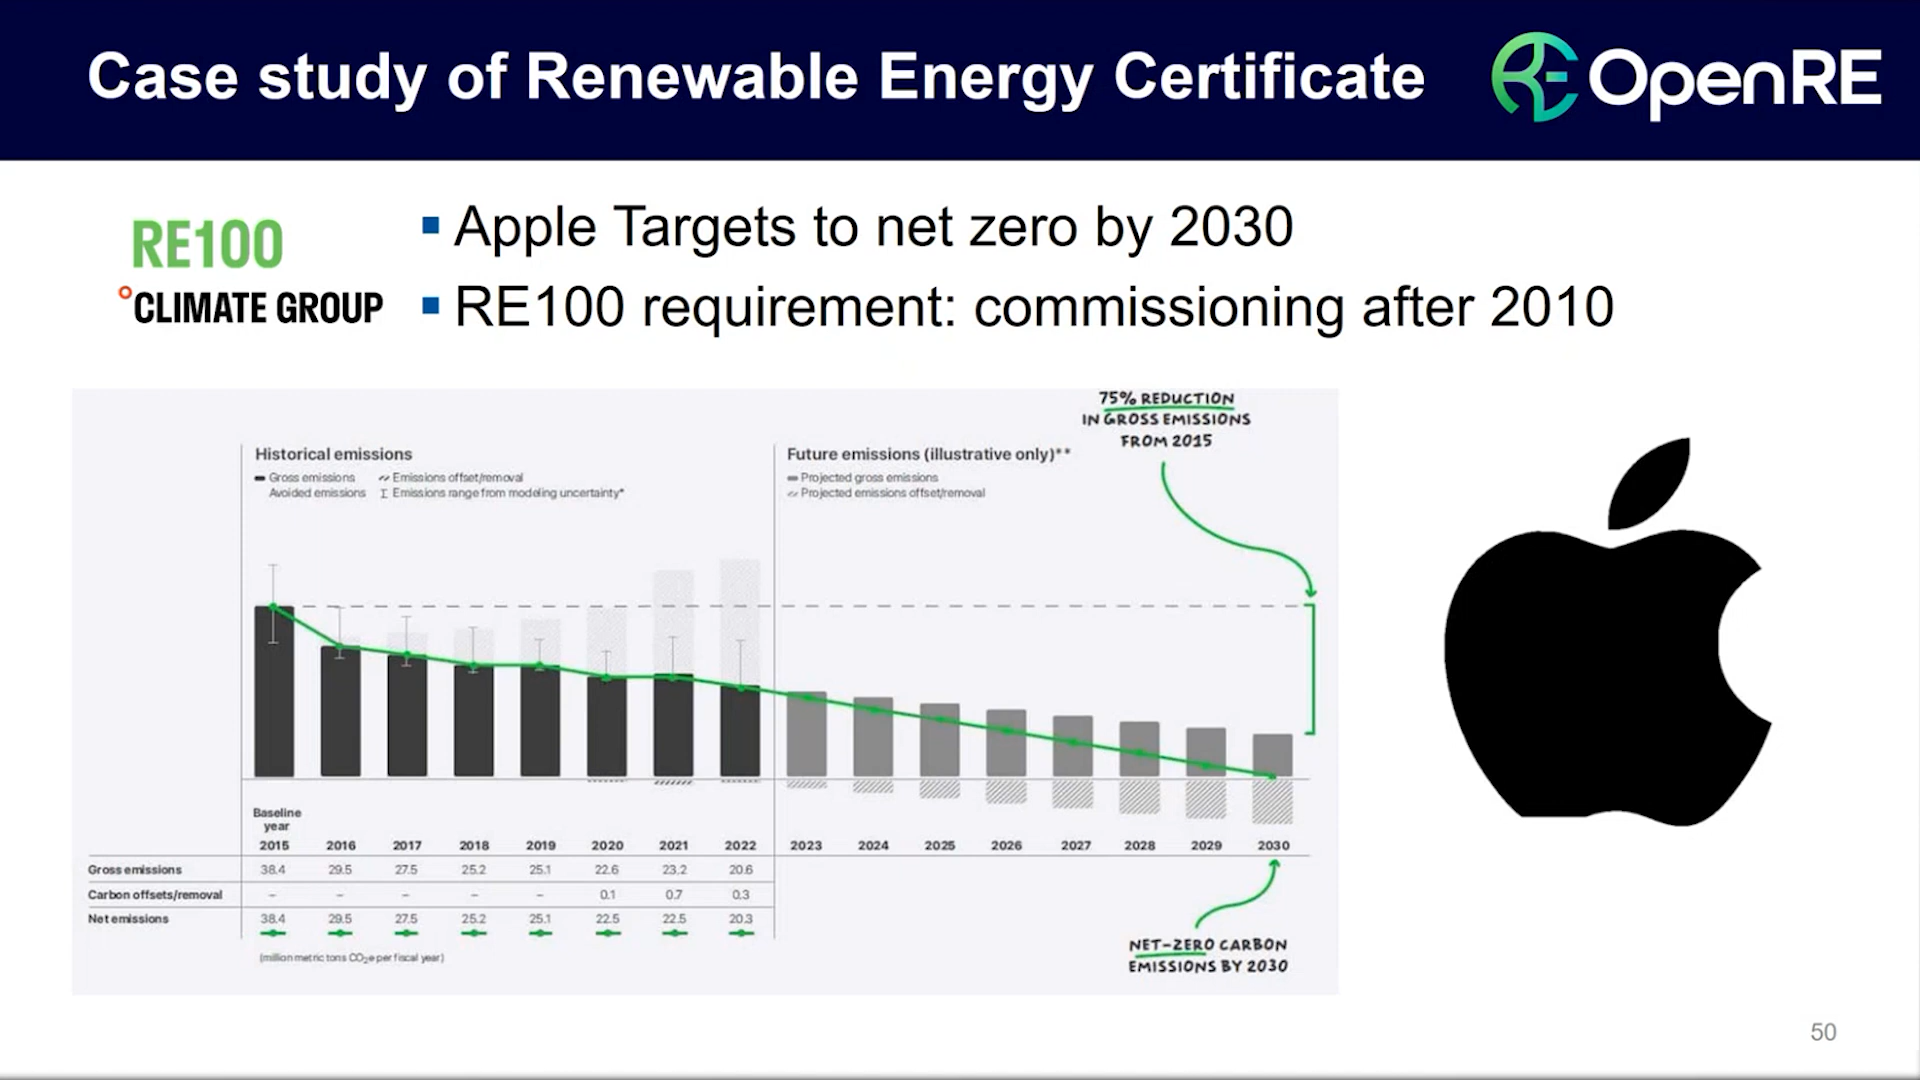 Case study of Renewable Energy Certificate
OpenRE
RE100
°CLIMATE GROUP
▪ Apple Targets to net zero by 2030
▪ RE100 requirement: commissioning after 2010
75% REDUCTION
IN GROSS EMISSIONS
FROM 2015
Historical emissions
Gross emissions Emissions offset/removal
Avoided emissions Emissions range from modeling uncertainty*
Future emissions (illustrative only)**
Projected gross emissions
Projected emissions offset/removal
Baseline
year
2015 2016 2017 2018 2019 2020 2021 2022 2023 2024 2025 2026 2027 2028 2029 2030
Gross emissions 38.4 29.5 27.5 25.2 25.1 22.6 23.2 20.6
Carbon offsets/removal – – – – – 0.1 0.7 0.3
Net emissions 38.4 29.5 27.5 25.2 25.1 22.5 22.5 20.3
(million metric tons CO₂e per fiscal year)
NET-ZERO CARBON
EMISSIONS BY 2030
50